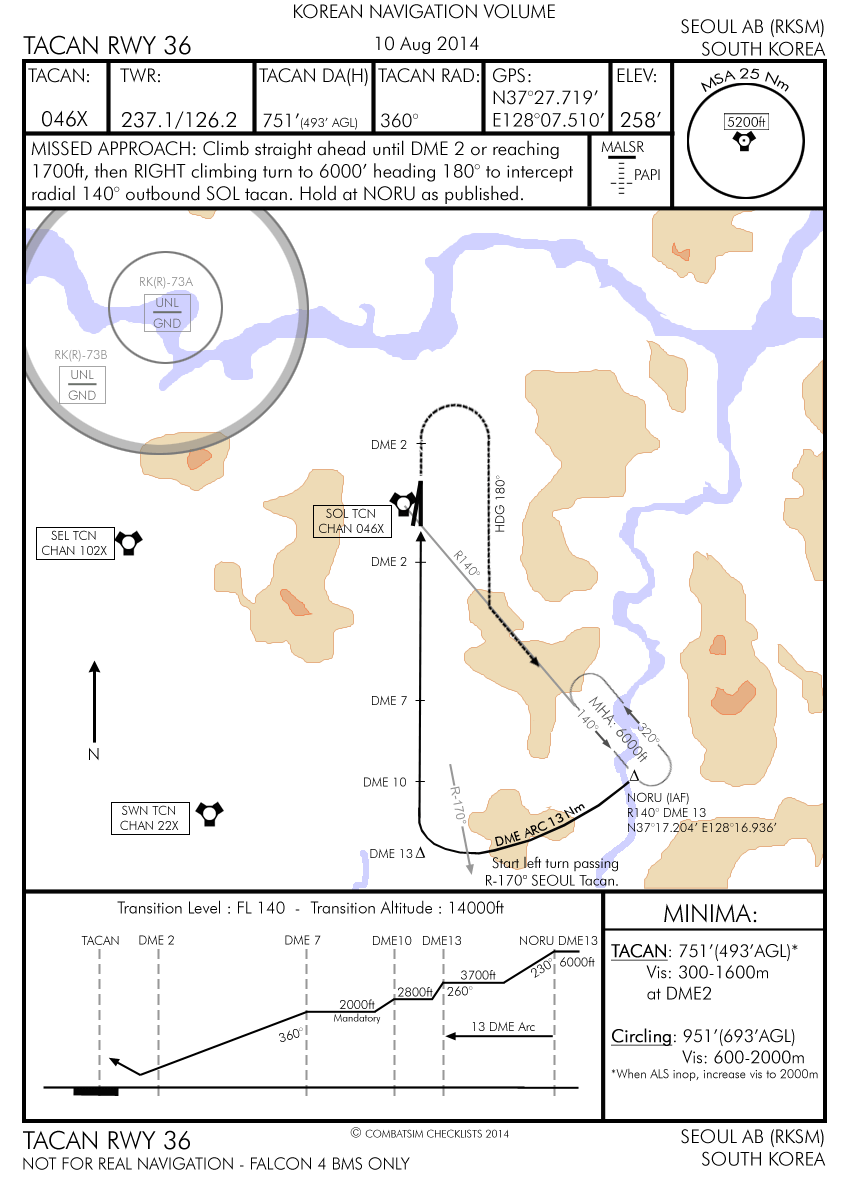 KOREAN NAVIGATION VOLUME
TACAN RWY 36
10 Aug 2014
SEOUL AB (RKSM)
SOUTH KOREA
TACAN:
046X
TWR:
237.1/126.2
TACAN DA(H)
751'(493' AGL)
TACAN RAD:
360°
GPS:
N37°27.719'
E128°07.510'
ELEV:
258'
MSA 25 Nm
5200ft
MISSED APPROACH: Climb straight ahead until DME 2 or reaching
1700ft, then RIGHT climbing turn to 6000' heading 180° to intercept
radial 140° outbound SOL tacan. Hold at NORU as published.
MALSR
PAPI
RK(R)-73A
UNL
GND
RK(R)-73B
UNL
GND
DME 2
HDG 180°
SOL TCN
CHAN 046X
SEL TCN
CHAN 102X
DME 2
R140°
DME 7
MHA: 6000ft
140°
320°
N
DME 10
NORU (IAF)
R140° DME 13
N37°17.204' E128°16.936'
SWN TCN
CHAN 22X
R-170°
DME ARC 13 Nm
DME 13
Start left turn passing
R-170° SEOUL Tacan.
Transition Level : FL 140 - Transition Altitude : 14000ft
TACAN
DME 2
DME 7
DME10
DME13
NORU DME13
6000ft
230°
3700ft
260°
2800ft
2000ft
Mandatory
360°
13 DME Arc
MINIMA:
TACAN: 751'(493'AGL)*
Vis: 300-1600m
at DME2
Circling: 951'(693'AGL)
Vis: 600-2000m
*When ALS inop, increase vis to 2000m
TACAN RWY 36
NOT FOR REAL NAVIGATION - FALCON 4 BMS ONLY
© COMBATSIM CHECKLISTS 2014
SEOUL AB (RKSM)
SOUTH KOREA